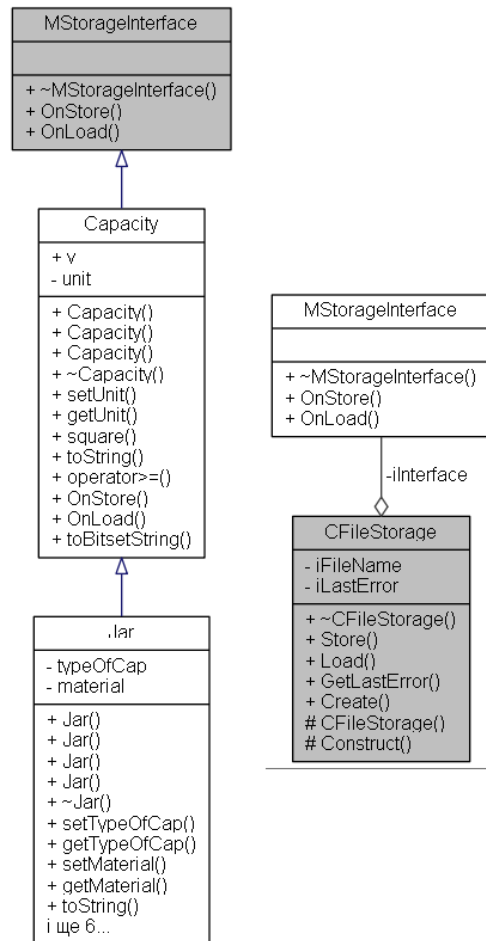 MStorageInterface
+ ~MStorageInterface()
+ OnStore()
+ OnLoad()
Capacity
+ v
- unit
+ Capacity()
+ Capacity()
+ Capacity()
+ ~Capacity()
+ setUnit()
+ getUnit()
+ square()
+ toString()
+ operator>=()
+ OnStore()
+ OnLoad()
+ toBitsetString()
Jar
- typeOfCap
- material
+ Jar()
+ Jar()
+ Jar()
+ Jar()
+ ~Jar()
+ setTypeOfCap()
+ getTypeOfCap()
+ setMaterial()
+ getMaterial()
+ toString()
і ще 6...
MStorageInterface
+ ~MStorageInterface()
+ OnStore()
+ OnLoad()
-iInterface
CFileStorage
- iFileName
- iLastError
+ ~CFileStorage()
+ Store()
+ Load()
+ GetLastError()
+ Create()
# CFileStorage()
# Construct()